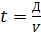 t = Д/v